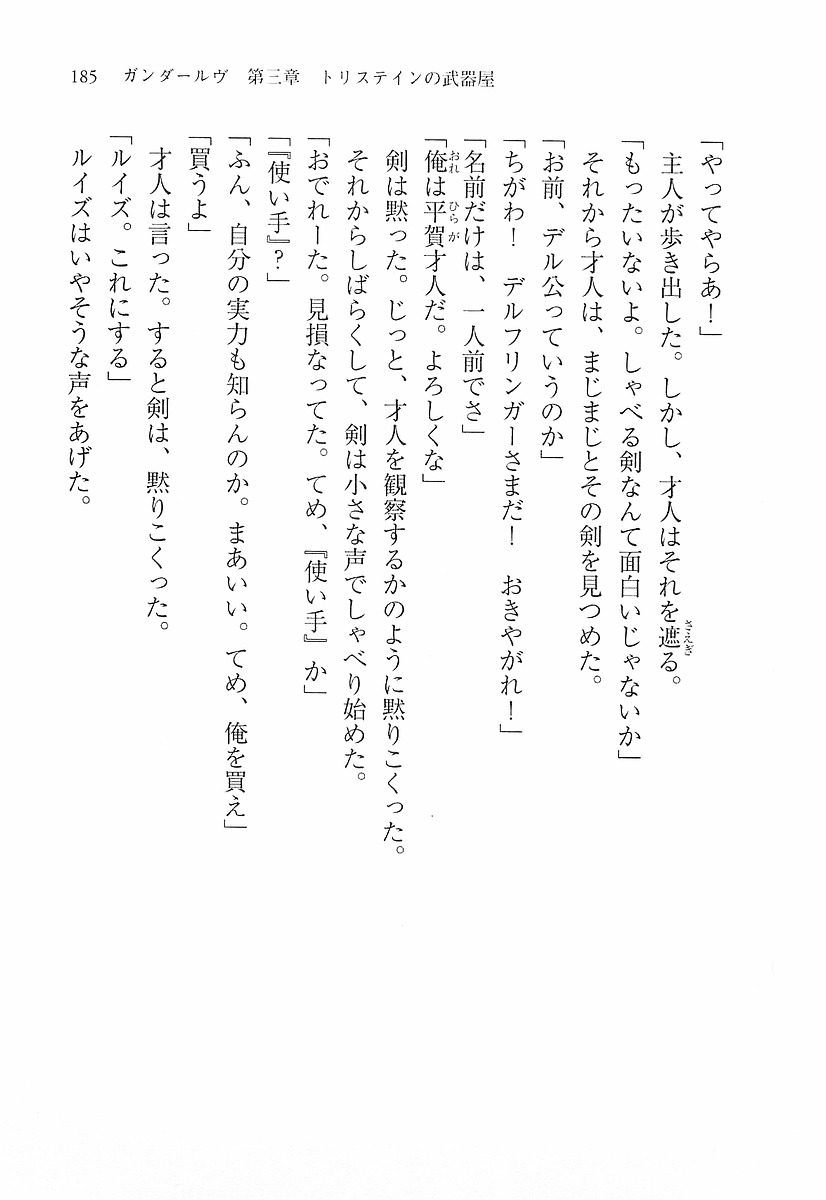 185 ガンダールヴ 第三章 トリステインの武器屋
「やってやらあ!」
主人が歩き出した。しかし、才人はそれを遮る。
「もったいないよ。しゃべる剣なんて面白いじゃないか」
それから才人は、まじまじとその剣を見つめた。
「お前、デル公っていうのか」
「ちがわ! デルフリンガーさまだ! おきやがれ!」
「名前だけは、一人前でさ」
「俺は平賀才人だ。よろしくな」
剣は黙った。じっと、才人を観察するかのように黙りこくった。
それからしばらくして、剣は小さな声でしゃべり始めた。
「おでれーた。見損なってた。てめ、『使い手』か」
「『使い手』?」
「ふん、自分の実力も知らんのか。まあいい。てめ、俺を買え」
「買うよ」
才人は言った。すると剣は、黙りこくった。
「ルイズ。これにする」
ルイズはいやそうな声をあげた。